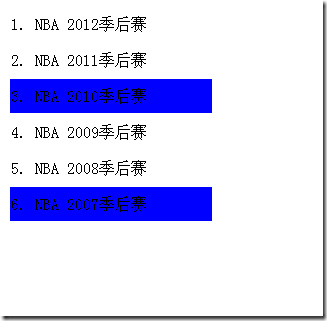 1. NBA 2012季后赛
2. NBA 2011季后赛
3. NBA 2010季后赛
4. NBA 2009季后赛
5. NBA 2008季后赛
6. NBA 2007季后赛